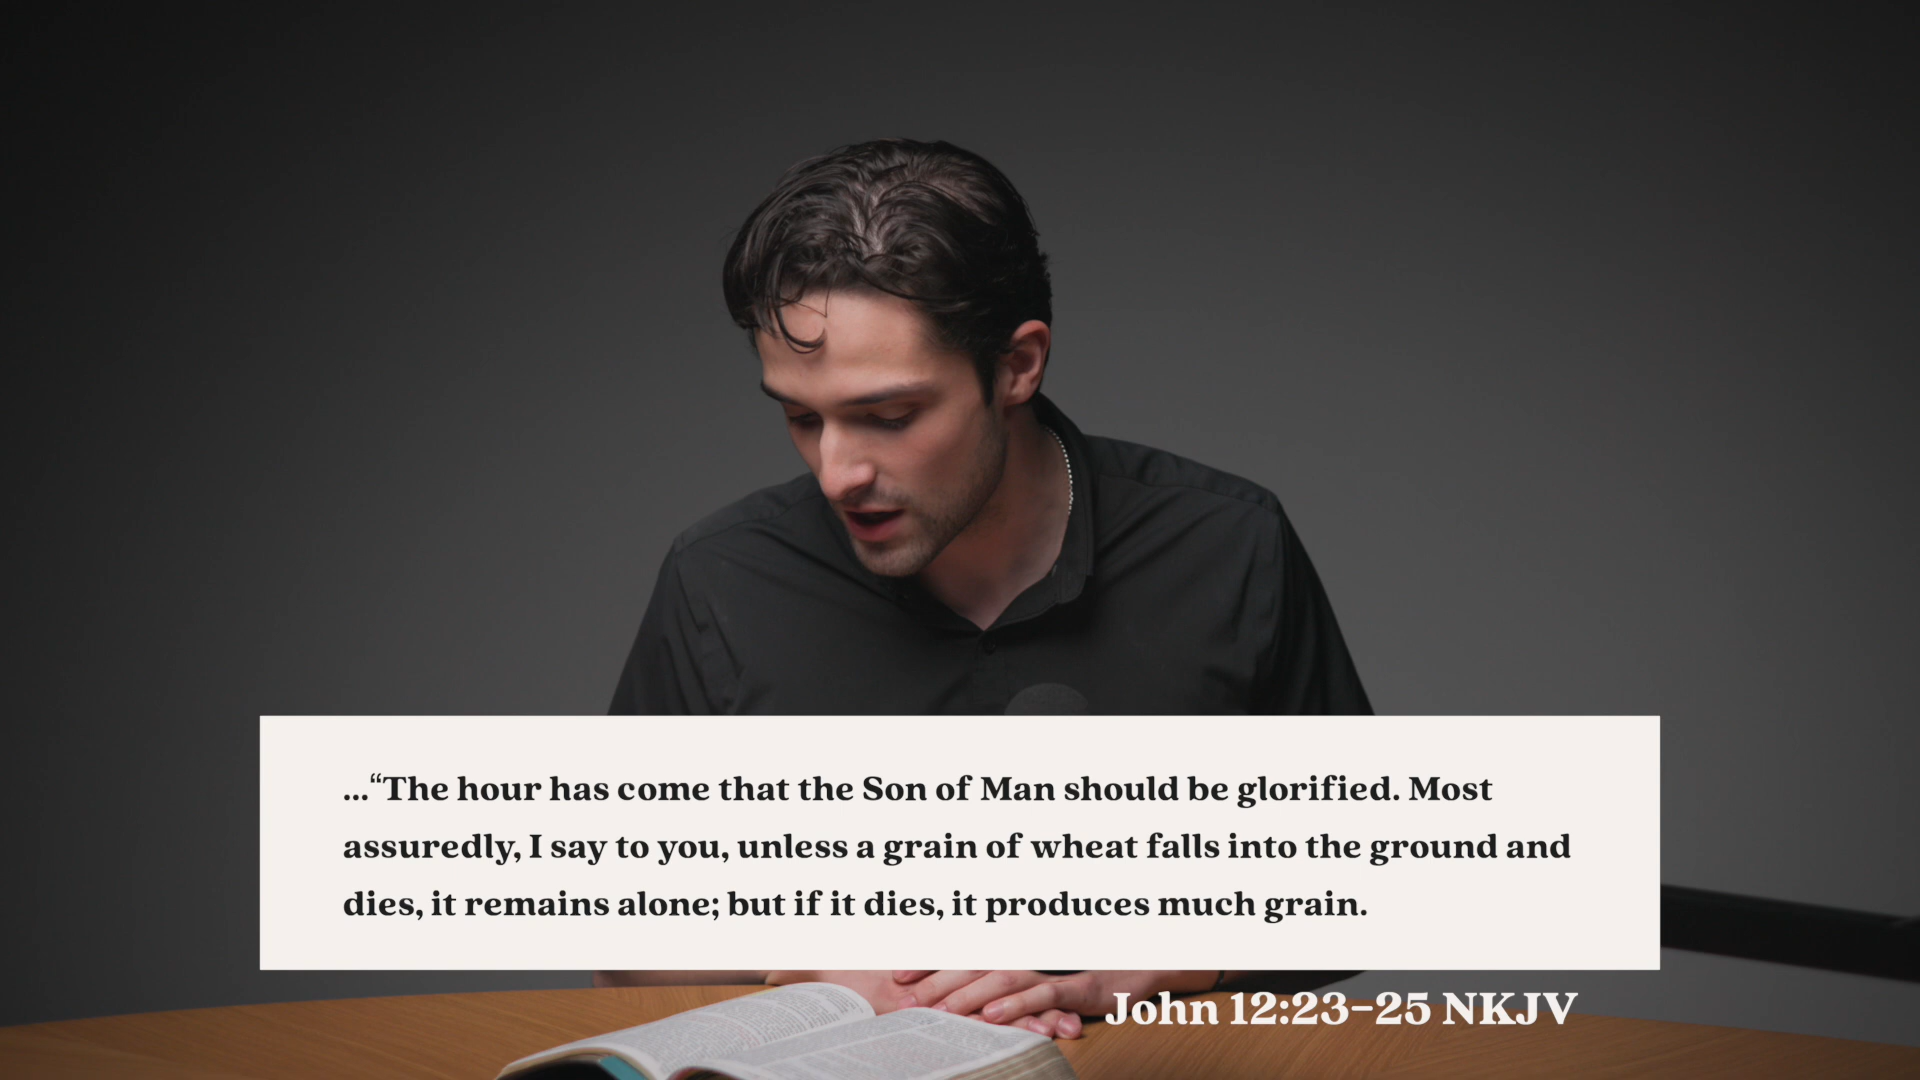 ...“The hour has come that the Son of Man should be glorified. Most
assuredly, I say to you, unless a grain of wheat falls into the ground and
dies, it remains alone; but if it dies, it produces much grain.
John 12:23–25 NKJV